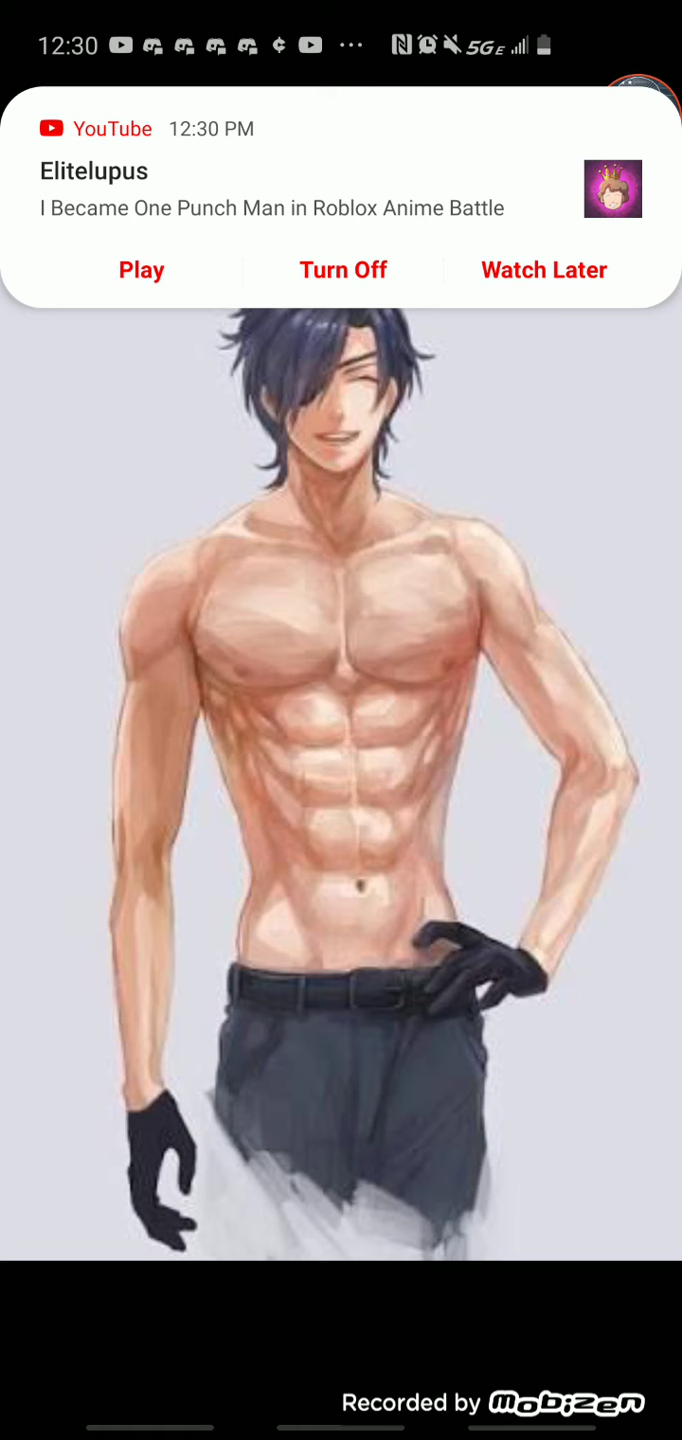 12:30 5GE
YouTube 12:30 PM
Elitelupus
I Became One Punch Man in Roblox Anime Battle
Play Turn Off Watch Later
Recorded by mobizen